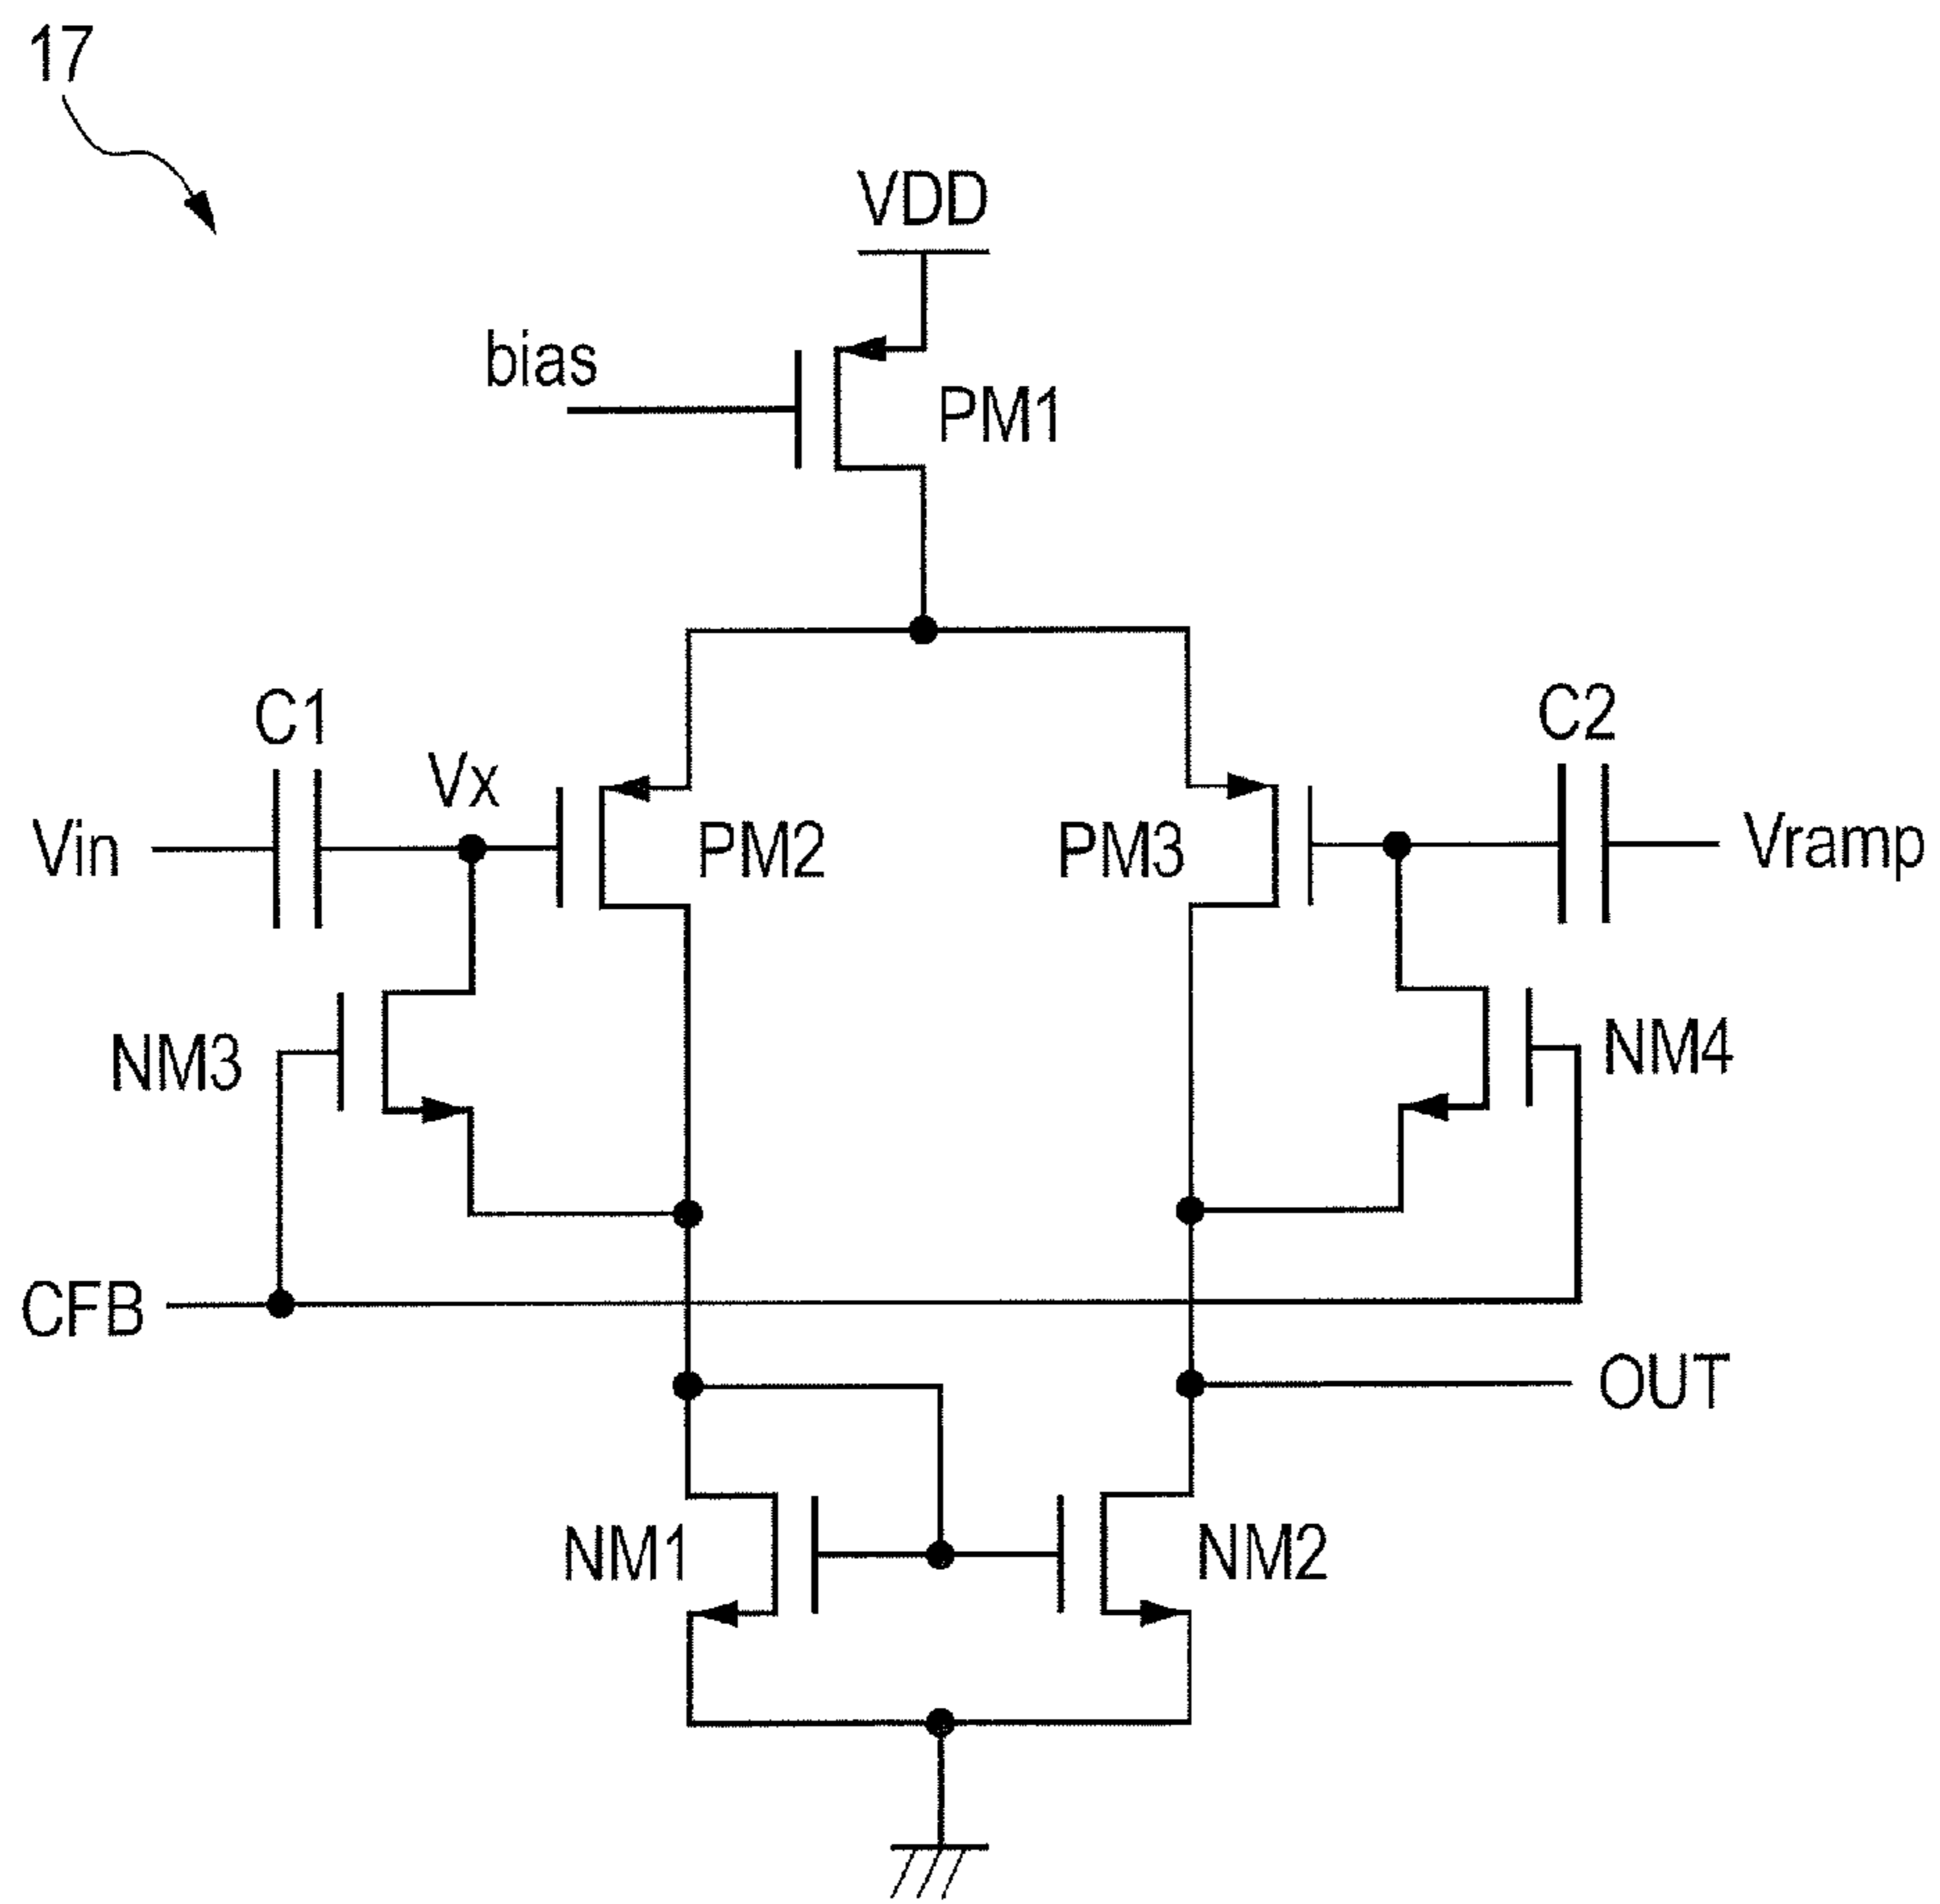 17
VDD
bias
PM1
C1
C2
Vx
Vin
PM2
PM3
Vramp
NM3
NM4
CFB
OUT
NM1
NM2